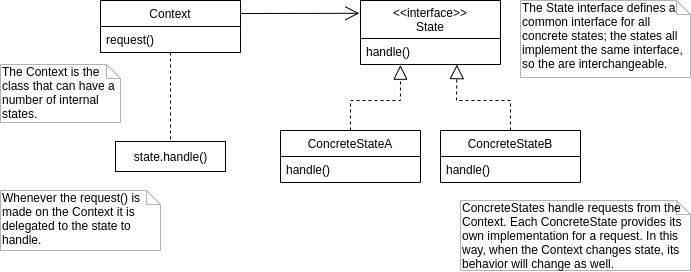 Context
request()
<<interface>>
State
handle()
The State interface defines a
common interface for all
concrete states; the states all
implement the same interface,
so the are interchangeable.
The Context is the
class that can have a
number of internal
states.
state.handle()
ConcreteStateA
handle()
ConcreteStateB
handle()
Whenever the request() is
made on the Context it is
delegated to the state to
handle.
ConcreteStates handle requests from the
Context. Each ConcreteState provides its
own implementation for a request. In this
way, when the Context changes state, its
behavior will change as well.